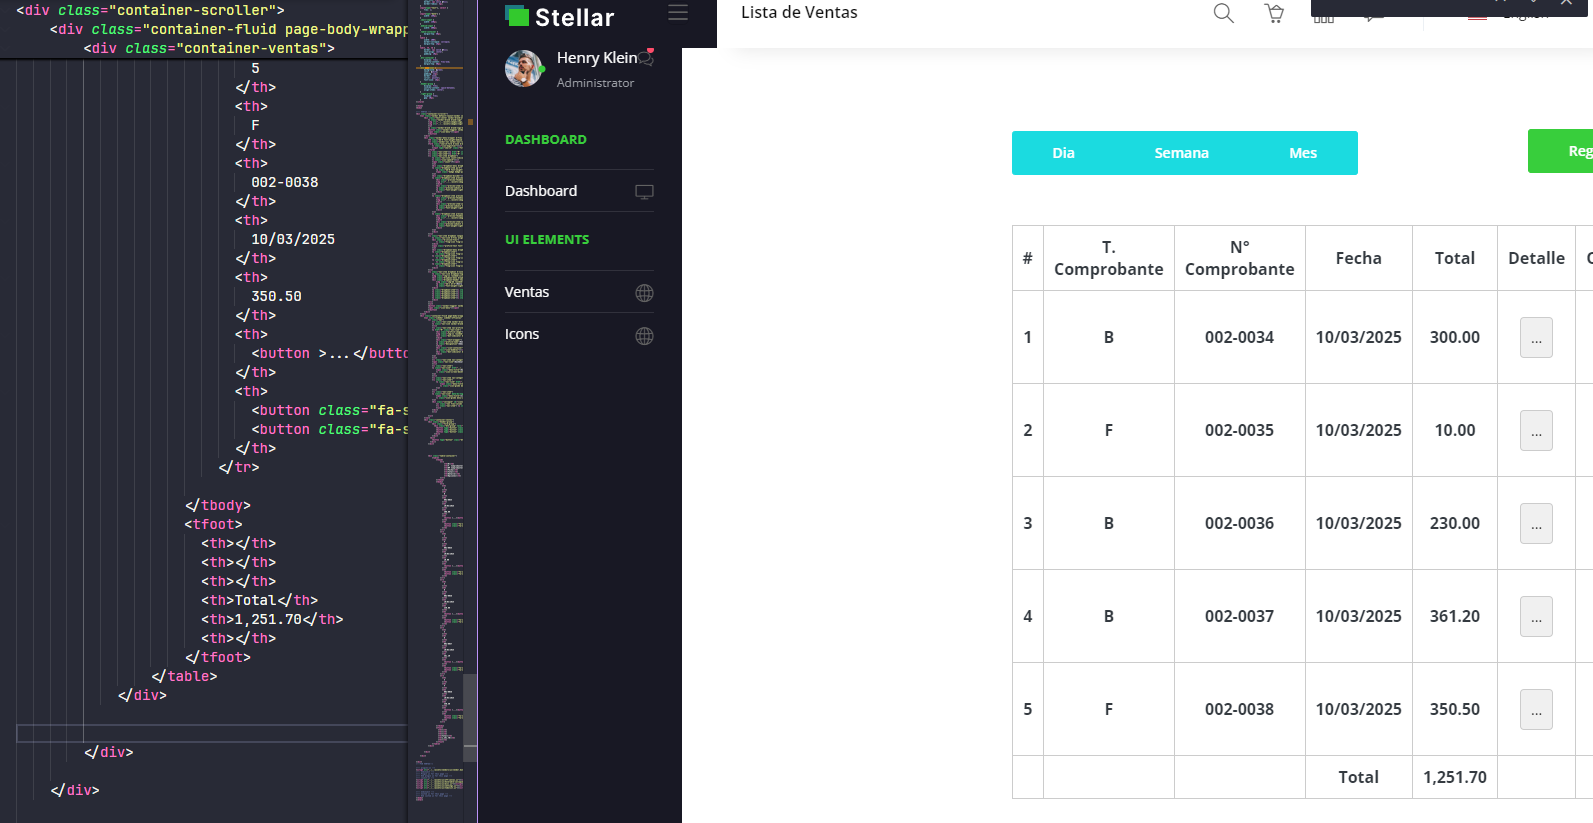 <div class="container-scroller">
<div class="container-fluid page-body-wrapp
<div class="container-ventas">
5
</th>
<th>
F
</th>
<th>
002-0038
</th>
<th>
10/03/2025
</th>
<th>
350.50
</th>
<th>
<button >...</butto
</th>
<th>
<button class="fa-s
<button class="fa-s
</th>
</tr>
</tbody>
<tfoot>
<th></th>
<th></th>
<th></th>
<th>Total</th>
<th>1,251.70</th>
<th></th>
</tfoot>
</table>
</div>
</div>
</div>
Stellar
Henry Klein
Administrator
DASHBOARD
Dashboard
UI ELEMENTS
Ventas
Icons
Lista de Ventas
Dia Semana Mes
Reg
# T. Comprobante N° Comprobante Fecha Total Detalle
1 B 002-0034 10/03/2025 300.00 ...
2 F 002-0035 10/03/2025 10.00 ...
3 B 002-0036 10/03/2025 230.00 ...
4 B 002-0037 10/03/2025 361.20 ...
5 F 002-0038 10/03/2025 350.50 ...
Total 1,251.70